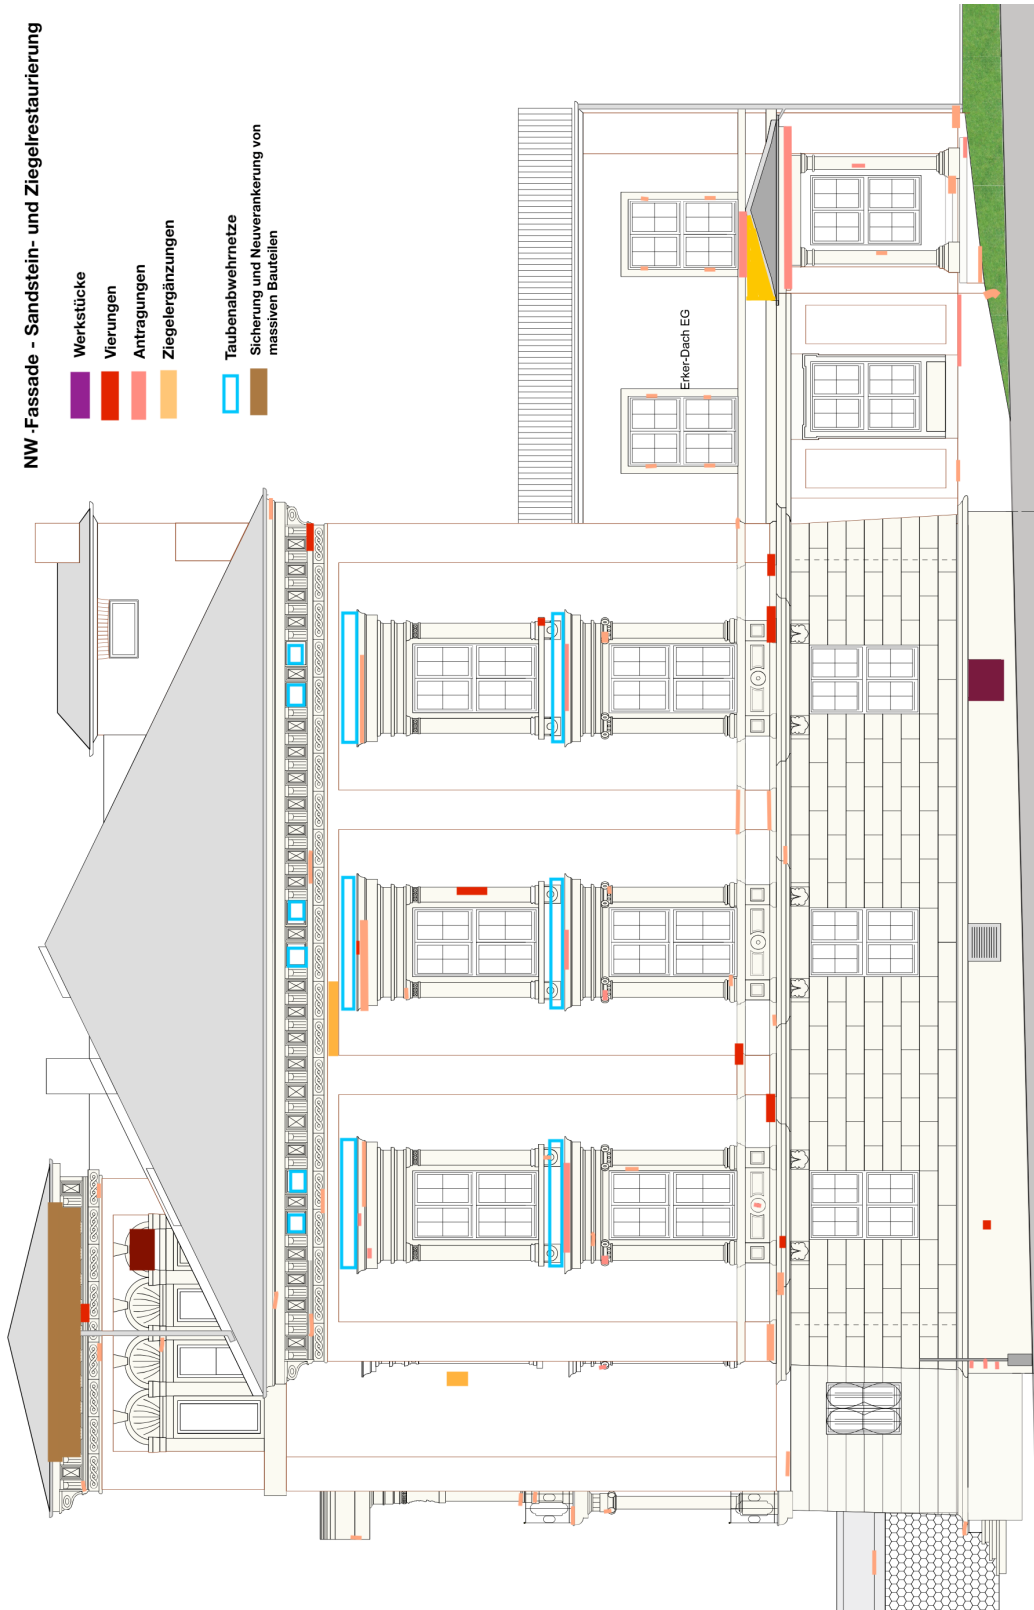 NW -Fassade - Sandstein- und Ziegelrestaurierung
Werkstücke
Vierungen
Antragungen
Ziegelergänzungen
Taubenabwehrnetze
Sicherung und Neuverankerung von
massiven Bauteilen
Erker-Dach EG